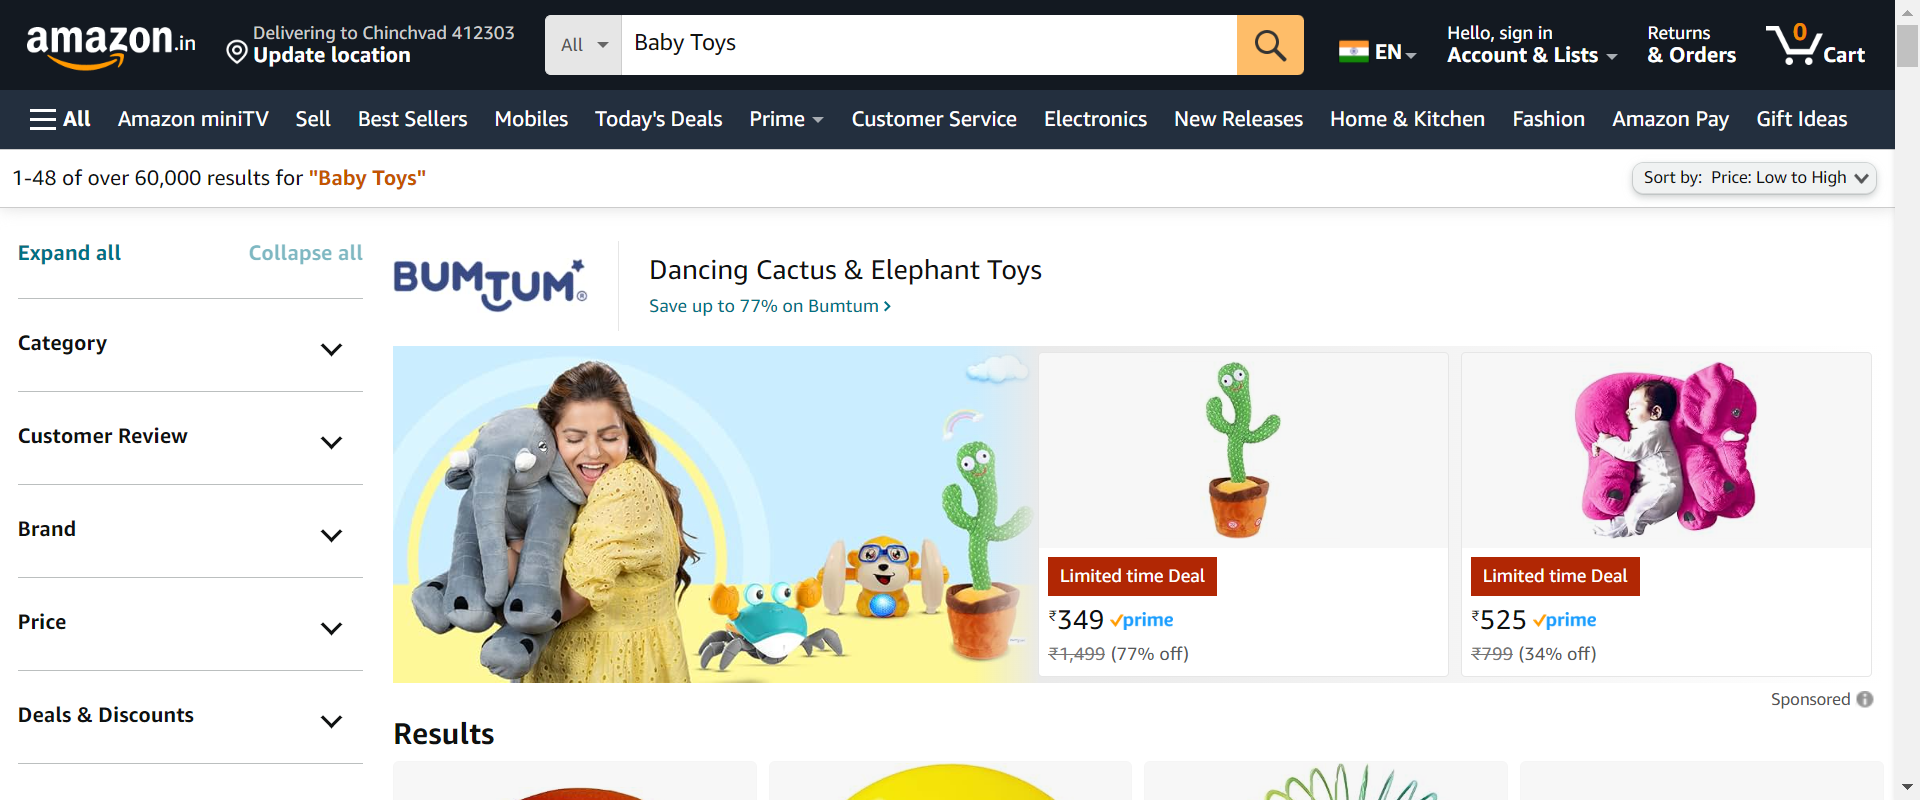 amazon.in
Delivering to Chinchvad 412303
Update location
All
Baby Toys
EN
Hello, sign in
Account & Lists
Returns
& Orders
0
Cart
All
Amazon miniTV
Sell
Best Sellers
Mobiles
Today's Deals
Prime
Customer Service
Electronics
New Releases
Home & Kitchen
Fashion
Amazon Pay
Gift Ideas
1-48 of over 60,000 results for "Baby Toys"
Sort by: Price: Low to High
Expand all
Collapse all
Category
Customer Review
Brand
Price
Deals & Discounts
BUMTUM®
Dancing Cactus & Elephant Toys
Save up to 77% on Bumtum
Limited time Deal
₹349 prime
₹1,499 (77% off)
Limited time Deal
₹525 prime
₹799 (34% off)
Sponsored
Results